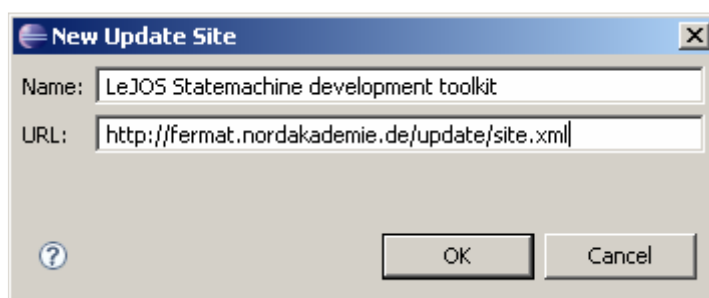 New Update Site
Name: LeJOS Statemachine development toolkit
URL: http://fermat.nordakademie.de/update/site.xml
OK Cancel